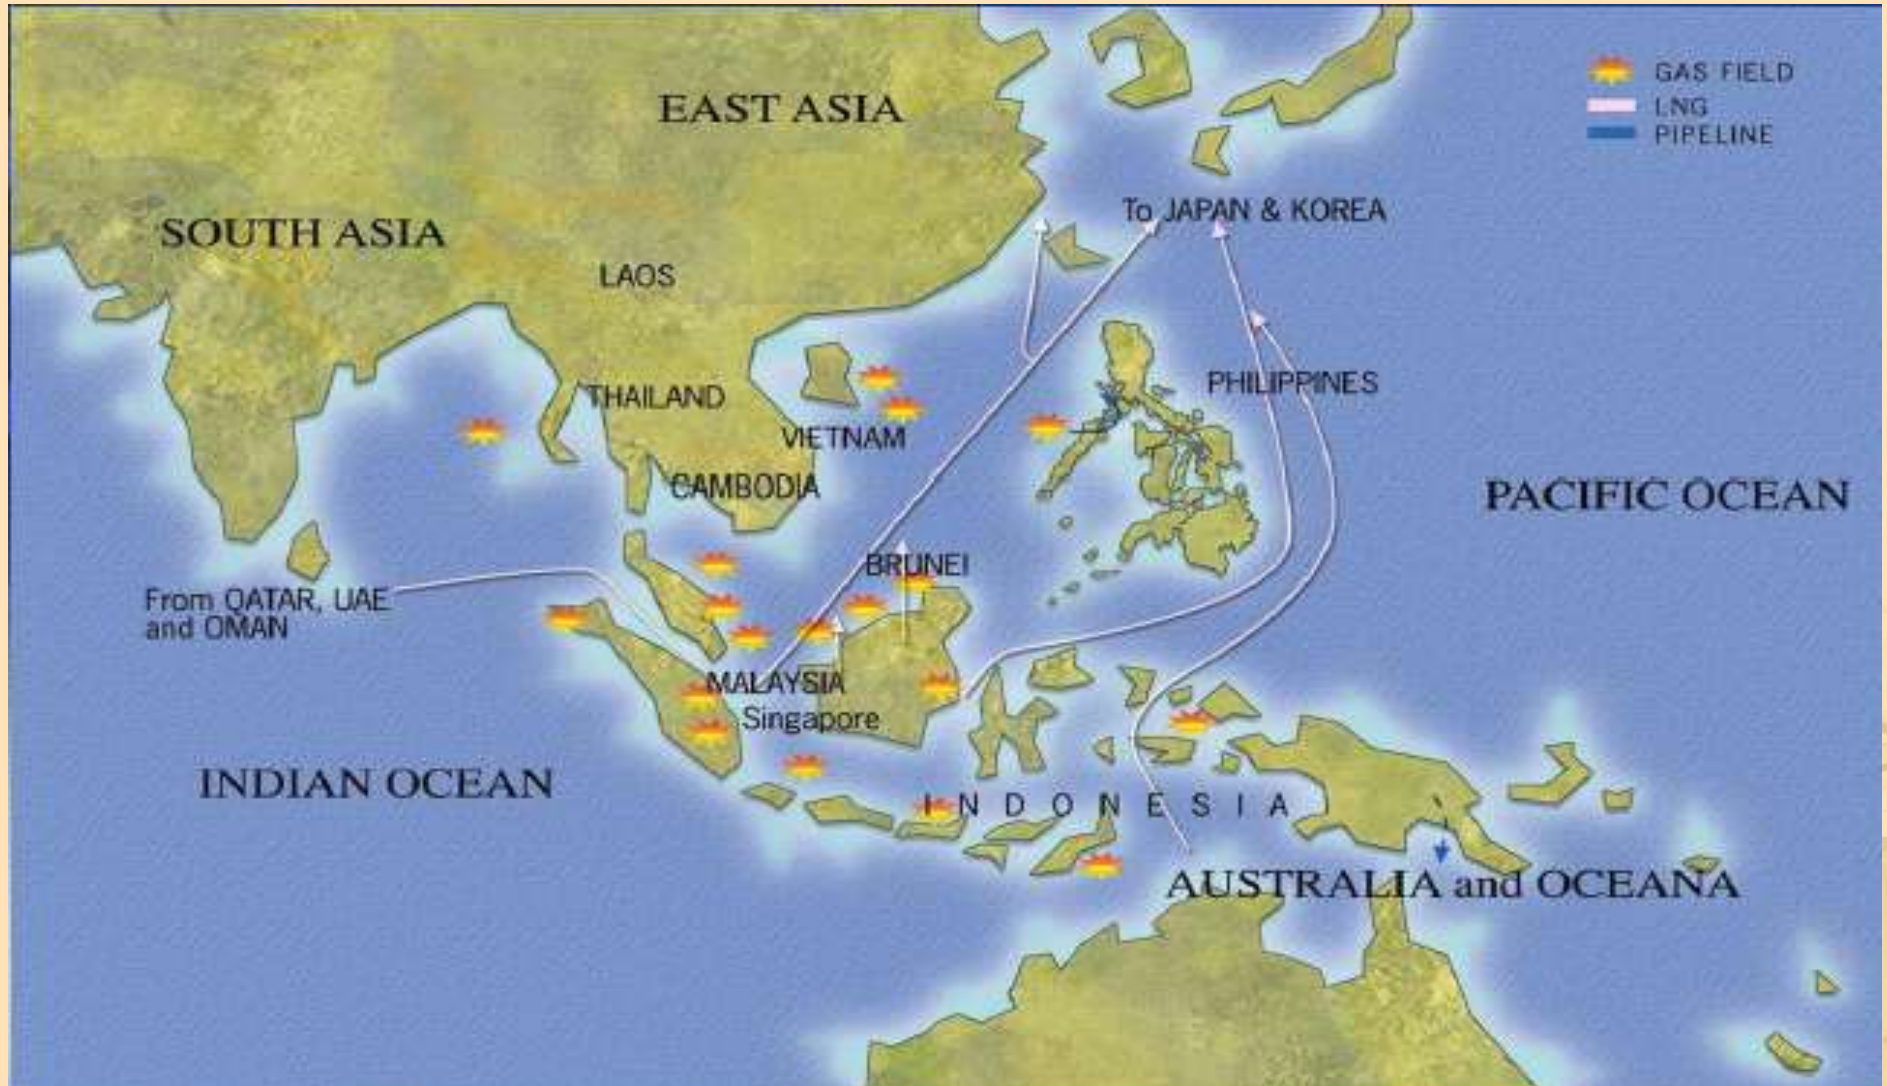 GAS FIELD
LNG
PIPELINE
EAST ASIA
SOUTH ASIA
To JAPAN & KOREA
LAOS
THAILAND
PHILIPPINES
VIETNAM
CAMBODIA
PACIFIC OCEAN
BRUNEI
From QATAR, UAE
and OMAN
MALAYSIA
Singapore
INDIAN OCEAN
INDONESIA
AUSTRALIA and OCEANA